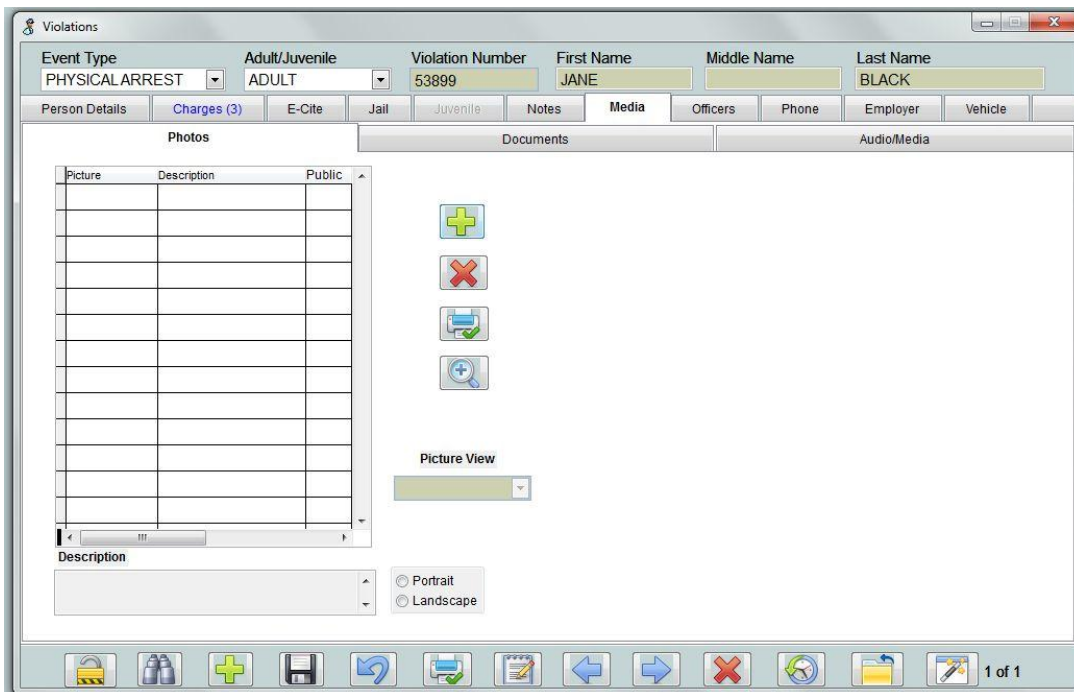 Violations
Event Type Adult/Juvenile Violation Number First Name Middle Name Last Name
PHYSICAL ARREST ADULT 53899 JANE BLACK
Person Details Charges (3) E-Cite Jail Juvenile Notes Media Officers Phone Employer Vehicle
Photos Documents Audio/Media
Picture Description Public
Picture View
Description
Portrait
Landscape
1 of 1